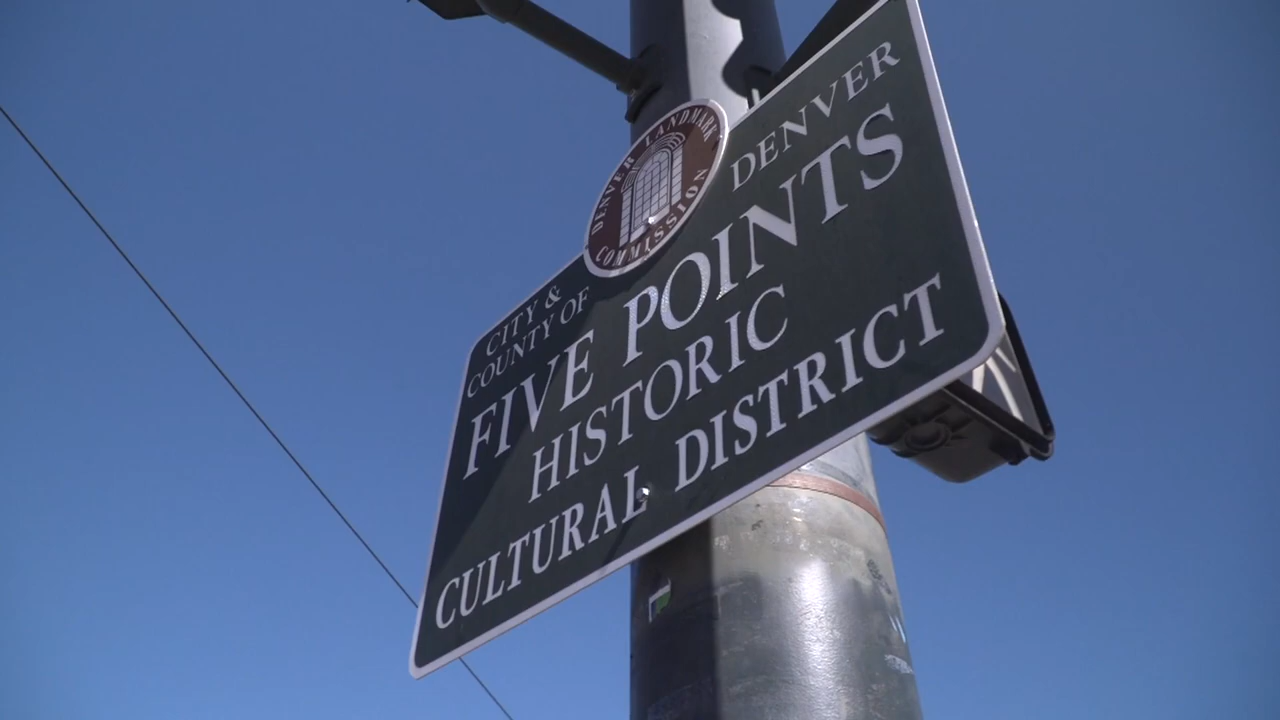 DENVER LANDMARK
COMMISSION
CITY &
COUNTY OF
DENVER
FIVE POINTS
HISTORIC
CULTURAL DISTRICT